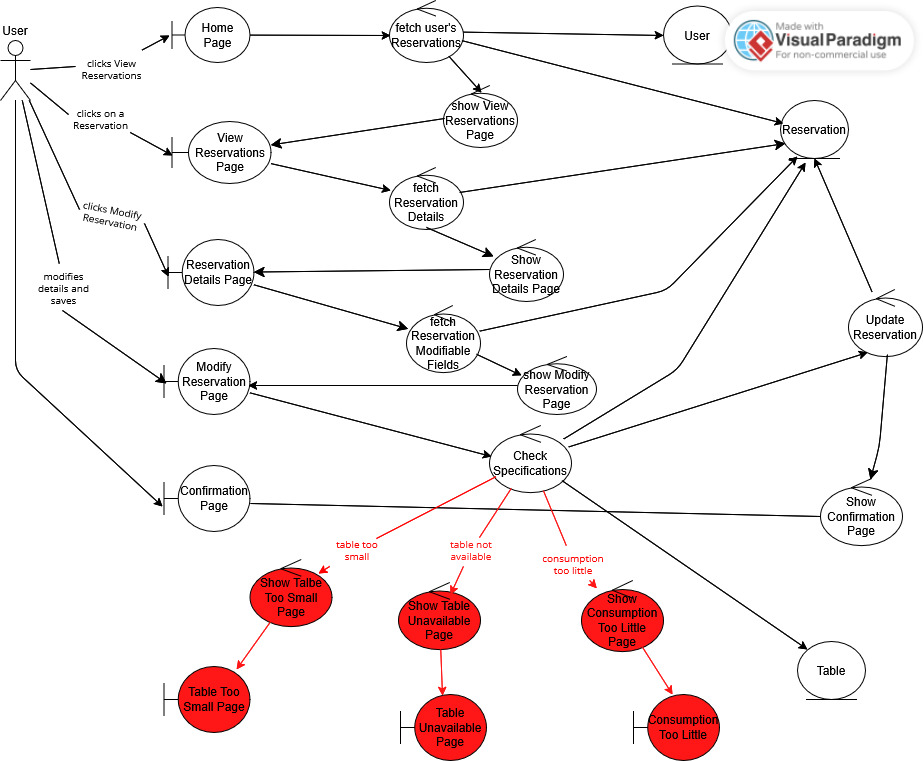 User
Home
Page
fetch user's
Reservations
User
Made with
VisualParadigm
For non-commercial use
clicks View
Reservations
show View
Reservations
Page
Reservation
clicks on a
Reservation
View
Reservations
Page
fetch
Reservation
Details
clicks Modify
Reservation
Reservation
Details Page
Show
Reservation
Details Page
modifies
details and
saves
fetch
Reservation
Modifiable
Fields
Update
Reservation
Modify
Reservation
Page
show Modify
Reservation
Page
Check
Specifications
Confirmation
Page
Show
Confirmation
Page
table too
small
table not
available
consumption
too little
Show Talbe
Too Small
Page
Show Table
Unavailable
Page
Show
Consumption
Too Little
Page
Table
Table Too
Small Page
Table
Unavailable
Page
Consumption
Too Little